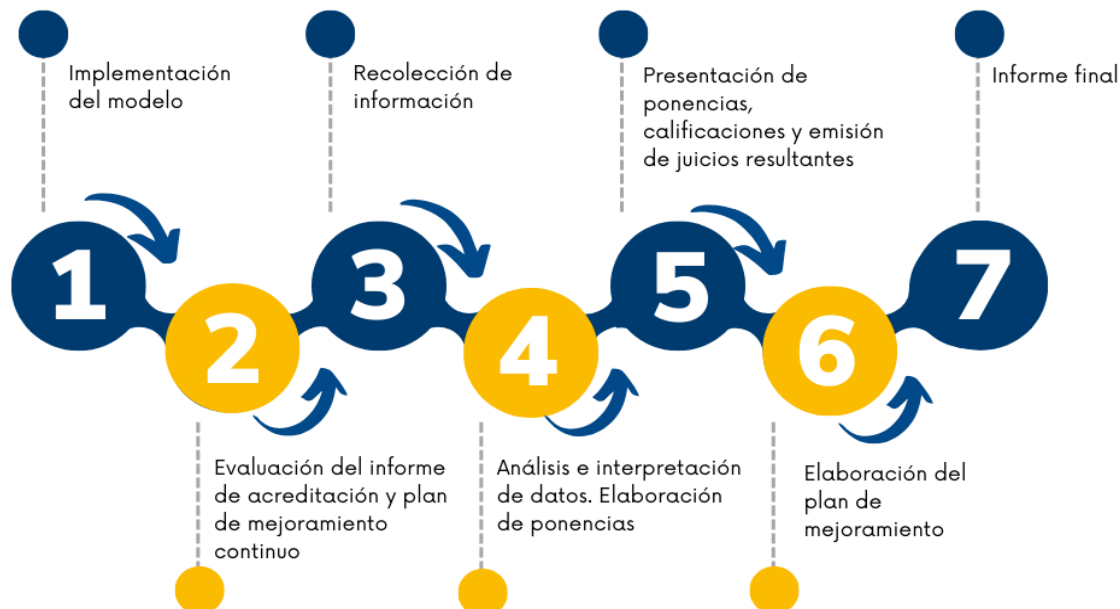 1
Implementación
del modelo
2
Evaluación del informe
de acreditación y plan
de mejoramiento
continuo
3
Recolección de
información
4
Análisis e interpretación
de datos. Elaboración
de ponencias
5
Presentación de
ponencias,
calificaciones y emisión
de juicios resultantes
6
Elaboración del
plan de
mejoramiento
7
Informe final